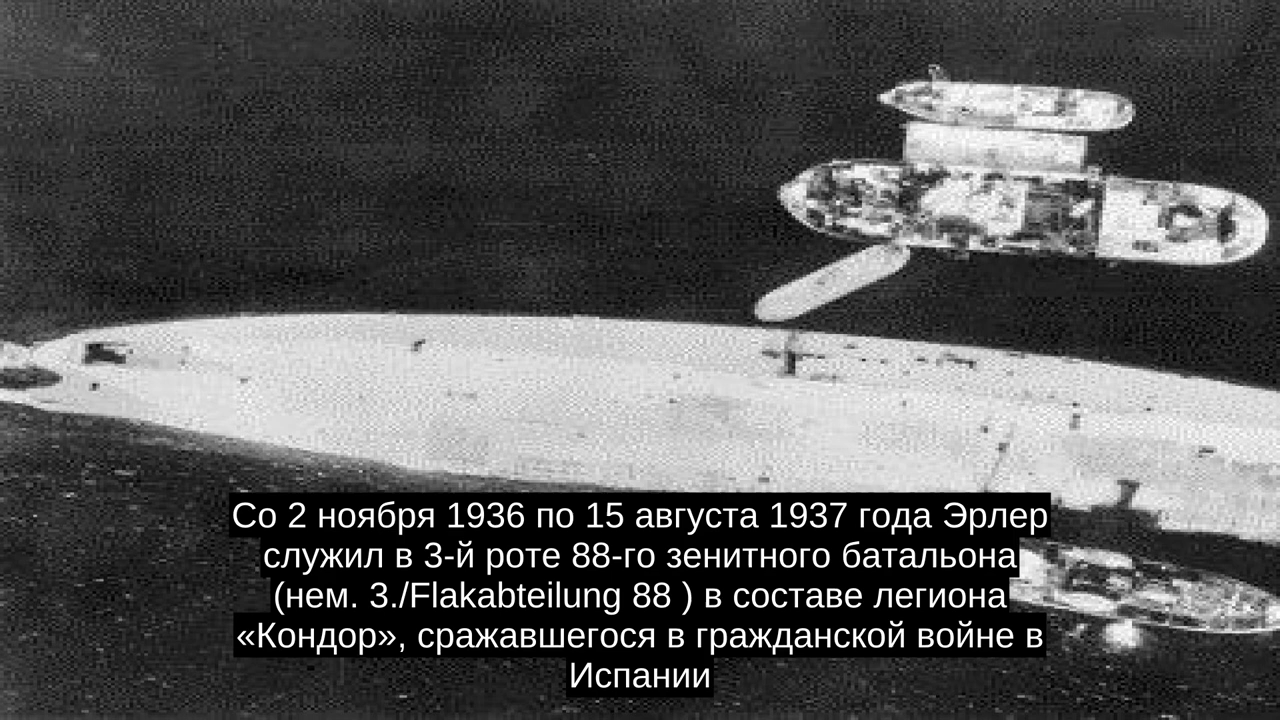 Со 2 ноября 1936 по 15 августа 1937 года Эрлер
служил в 3-й роте 88-го зенитного батальона
(нем. 3./Flakabteilung 88 ) в составе легиона
«Кондор», сражавшегося в гражданской войне в
Испании